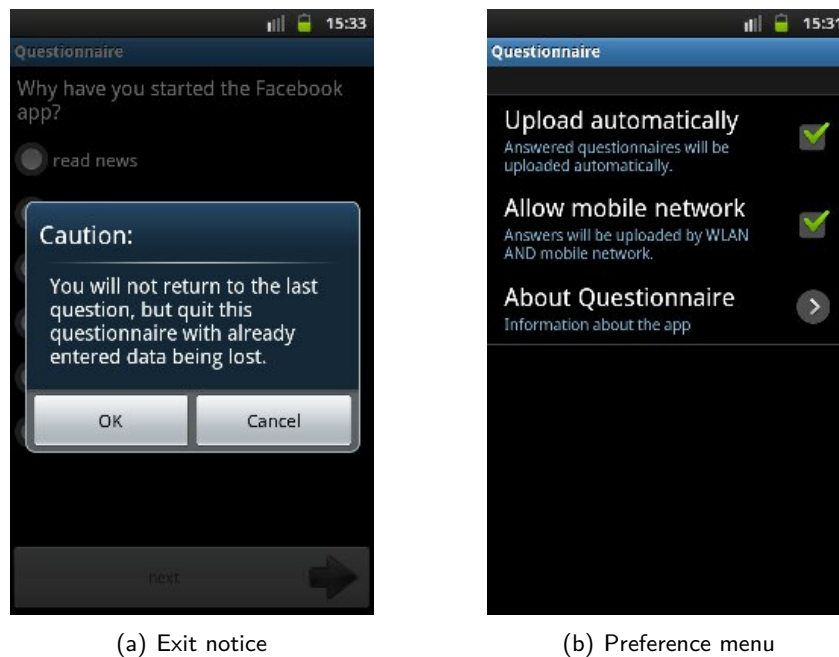 15:33
Questionnaire
Why have you started the Facebook
app?
read news
Caution:
You will not return to the last
question, but quit this
questionnaire with already
entered data being lost.
OK
Cancel
next
(a) Exit notice
15:31
Questionnaire
Upload automatically
Answered questionnaires will be
uploaded automatically.
Allow mobile network
Answers will be uploaded by WLAN
AND mobile network.
About Questionnaire
Information about the app
(b) Preference menu